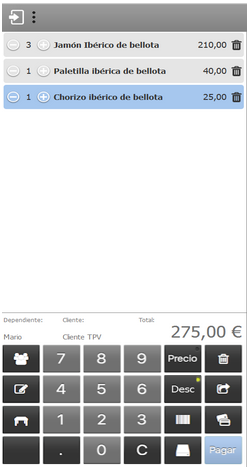 3 Jamón Ibérico de bellota 210,00
1 Paletilla ibérica de bellota 40,00
1 Chorizo ibérico de bellota 25,00
Dependiente: Cliente: Total:
Mario Cliente TPV 275,00 €
7 8 9 Precio
4 5 6 Desc
1 2 3
. 0 C Pagar